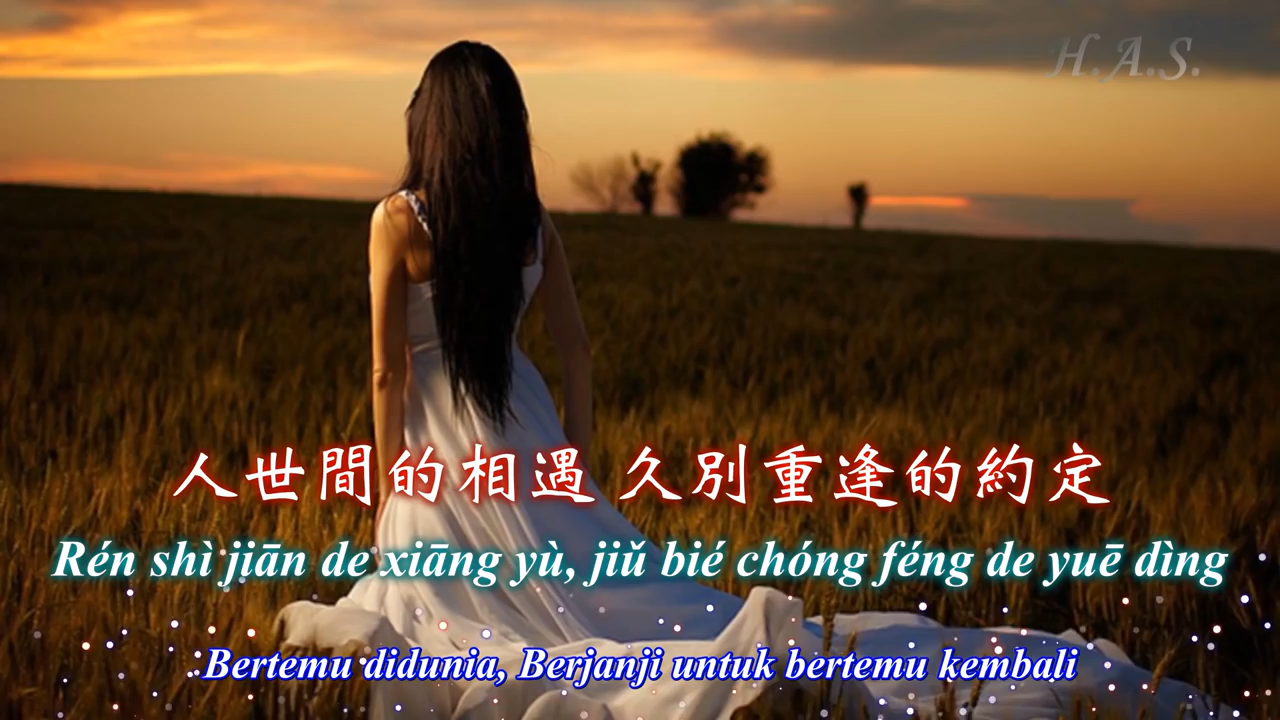 H.A.S.
人世間的相遇 久別重逢的約定
Rén shì jiān de xiāng yù, jiǔ bié chóng féng de yuē dìng
Bertemu didunia, Berjanji untuk bertemu kembali